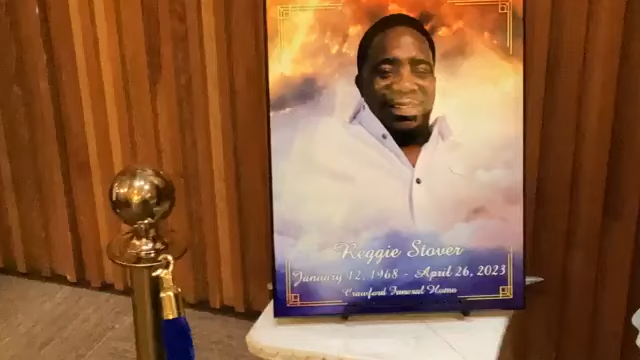 Reggie Stover
January 12, 1968 - April 26, 2023
Crawford Funeral Home